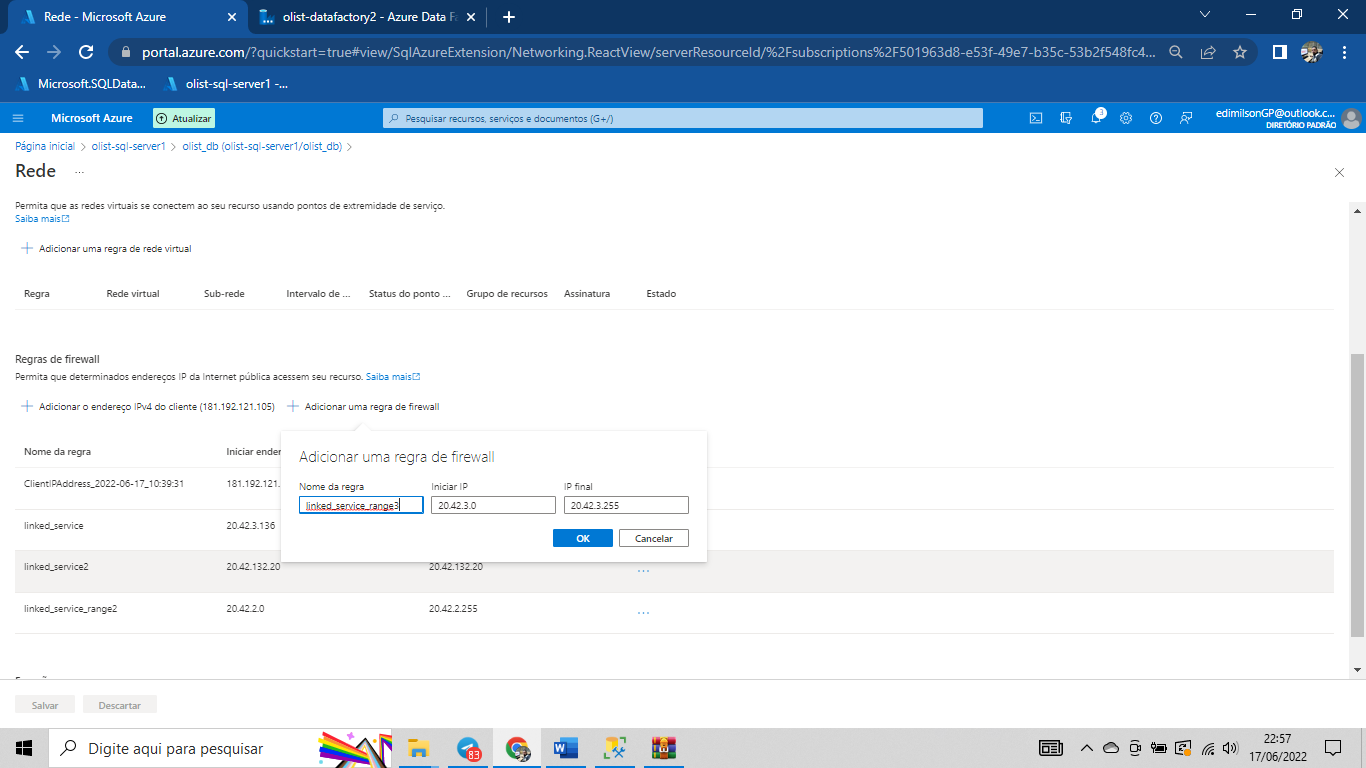 Rede - Microsoft Azure
olist-datafactory2 - Azure Data Fa
portal.azure.com/?quickstart=true#view/SqlAzureExtension/Networking.ReactView/serverResourceId/%2Fsubscriptions%2F501963d8-e53f-49e7-b35c-53b2f548fc4...
Microsoft.SQLData...
olist-sql-server1 -...
Microsoft Azure
Atualizar
Pesquisar recursos, serviços e documentos (G+/)
3
edimilsonGP@outlook.c...
DIRETÓRIO PADRÃO
Página inicial > olist-sql-server1 > olist_db (olist-sql-server1/olist_db) >
Rede ...
Permita que as redes virtuais se conectem ao seu recurso usando pontos de extremidade de serviço.
Saiba mais
Adicionar uma regra de rede virtual
Regra Rede virtual Sub-rede Intervalo de ... Status do ponto ... Grupo de recursos Assinatura Estado
Regras de firewall
Permita que determinados endereços IP da Internet pública acessem seu recurso. Saiba mais
Adicionar o endereço IPv4 do cliente (181.192.121.105) Adicionar uma regra de firewall
Nome da regra Iniciar ender
Adicionar uma regra de firewall
Nome da regra Iniciar IP IP final
linked_service_range3 20.42.3.0 20.42.3.255
OK Cancelar
ClientIPAddress_2022-06-17_10:39:31 181.192.121.
linked_service 20.42.3.136
linked_service2 20.42.132.20 20.42.132.20 ...
linked_service_range2 20.42.2.0 20.42.2.255 ...
Salvar Descartar
Digite aqui para pesquisar
83
22:57
17/06/2022